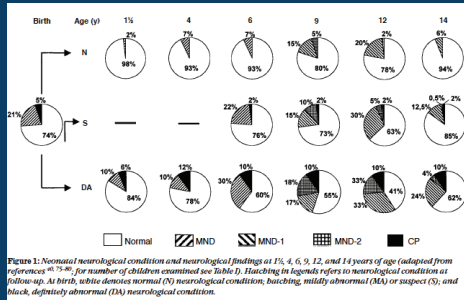 Birth Age (y) 1½ 4 6 9 12 14
N
2% 7% 7% 15% 5% 20% 2% 6%
98% 93% 93% 80% 78% 94%
5%
21%
74%
S
22% 2% 15% 10% 2% 30% 5% 2% 12,5% 0,5% 2%
76% 73% 63% 85%
DA
10% 6% 10% 12% 30% 10% 18% 10% 33% 10% 24% 4% 10%
84% 78% 60% 17% 55% 33% 41% 62%
Normal MND MND-1 MND-2 CP
Figure 1: Neonatal neurological condition and neurological findings at 1½, 4, 6, 9, 12, and 14 years of age (adapted from
references 40, 75-80; for number of children examined see Table I). Hatching in legends refers to neurological condition at
follow-up. At birth, white denotes normal (N) neurological condition; hatching, mildly abnormal (MA) or suspect (S); and
black, definitely abnormal (DA) neurological condition.